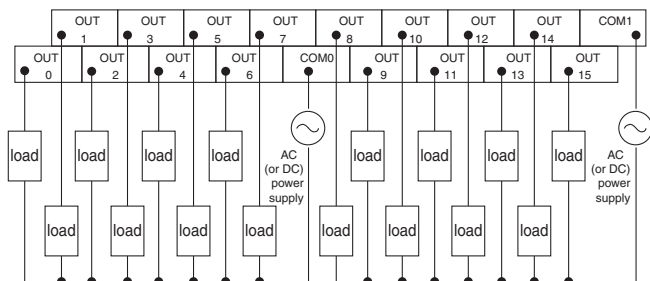 OUT OUT OUT OUT OUT OUT OUT OUT COM1
1 3 5 7 8 10 12 14
OUT OUT OUT OUT COM0 OUT OUT OUT OUT
0 2 4 6 9 11 13 15
load load load load AC (or DC) power supply load load load load AC (or DC) power supply
load load load load load load load load